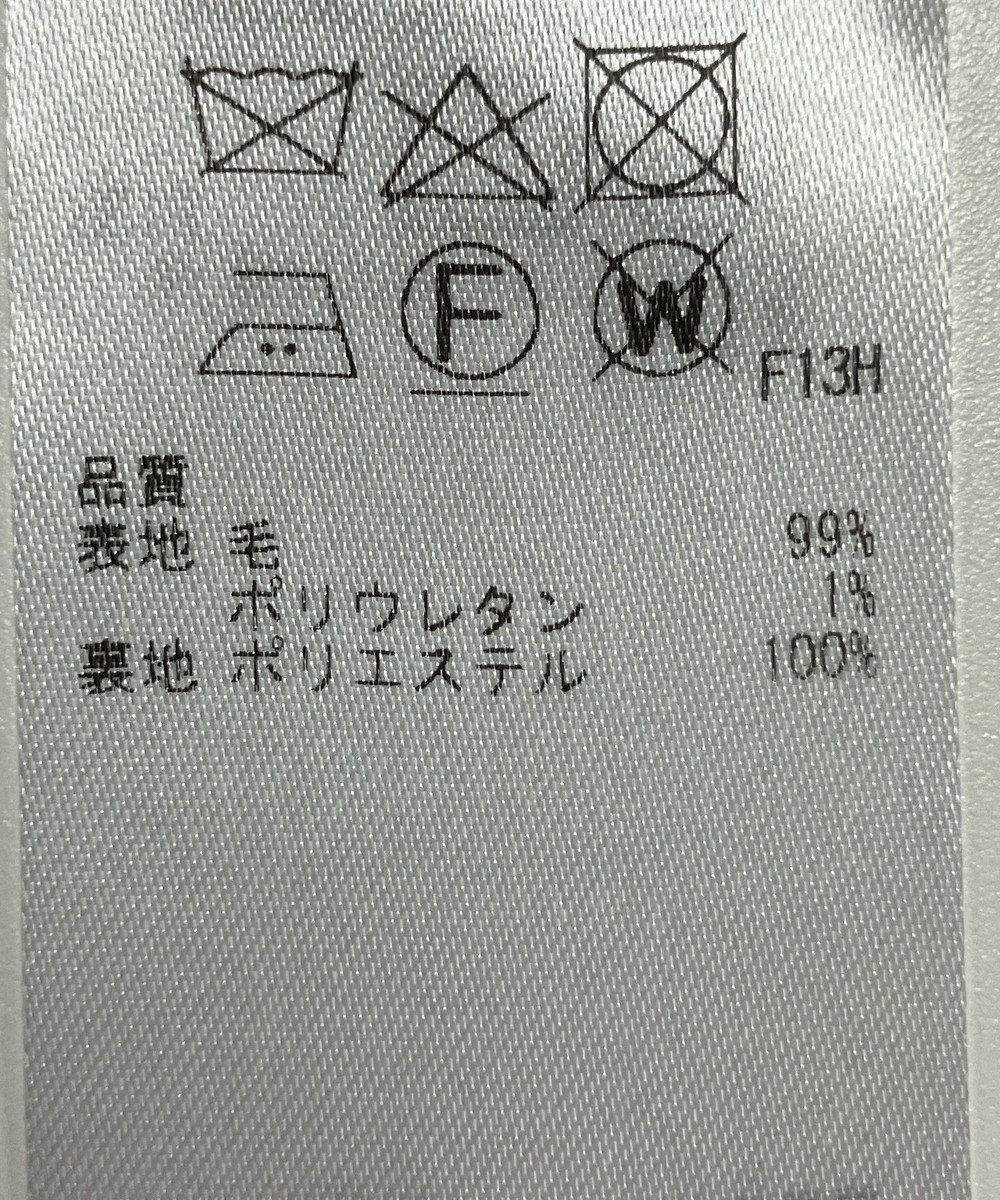 F W F13H
品質
表地 毛 99%
ポリウレタン 1%
裏地 ポリエステル 100%